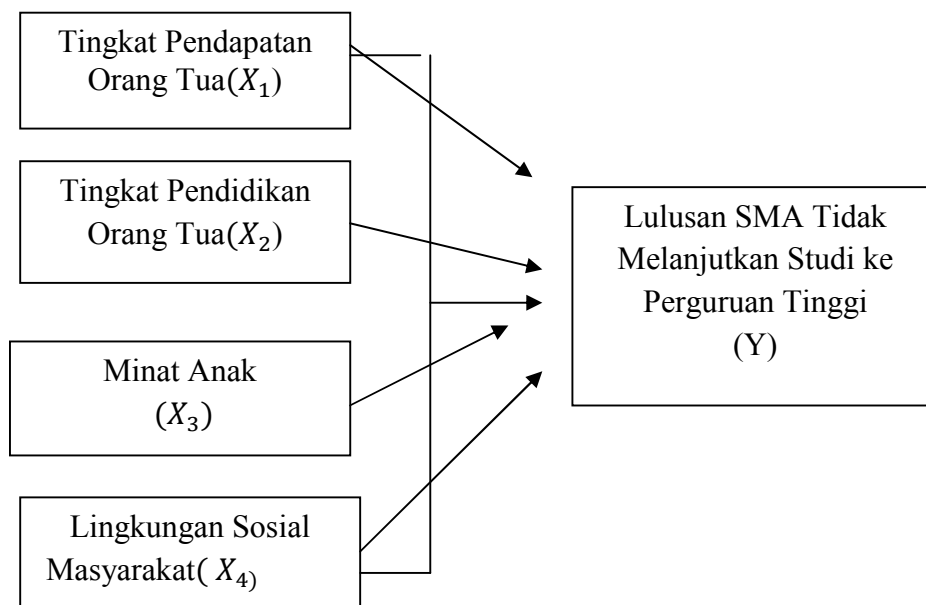 Tingkat Pendapatan
Orang Tua(𝑋₁)
Tingkat Pendidikan
Orang Tua(𝑋₂)
Minat Anak
(𝑋₃)
Lingkungan Sosial
Masyarakat( 𝑋₄)
Lulusan SMA Tidak
Melanjutkan Studi ke
Perguruan Tinggi
(Y)